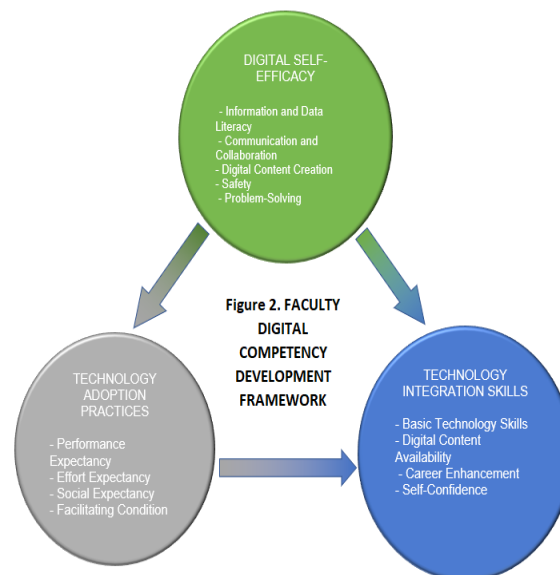 DIGITAL SELF-
EFFICACY
- Information and Data
Literacy
- Communication and
Collaboration
- Digital Content Creation
- Safety
- Problem-Solving
Figure 2. FACULTY
DIGITAL
COMPETENCY
DEVELOPMENT
FRAMEWORK
TECHNOLOGY
ADOPTION
PRACTICES
- Performance
Expectancy
- Effort Expectancy
- Social Expectancy
- Facilitating Condition
TECHNOLOGY
INTEGRATION SKILLS
- Basic Technology Skills
- Digital Content
Availability
- Career Enhancement
- Self-Confidence